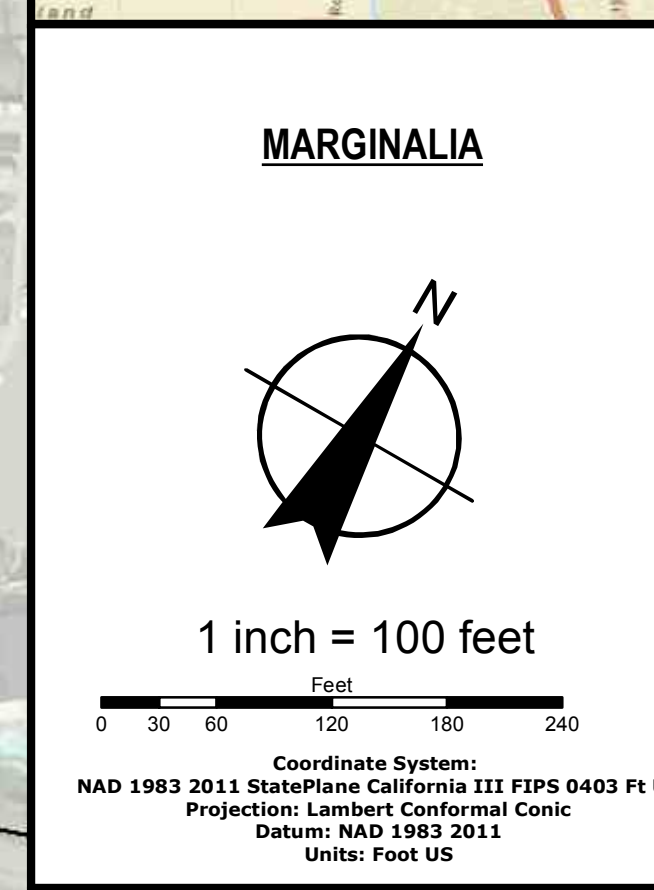 land
MARGINALIA
N
1 inch = 100 feet
Feet
0 30 60 120 180 240
Coordinate System:
NAD 1983 2011 StatePlane California III FIPS 0403 Ft
Projection: Lambert Conformal Conic
Datum: NAD 1983 2011
Units: Foot US